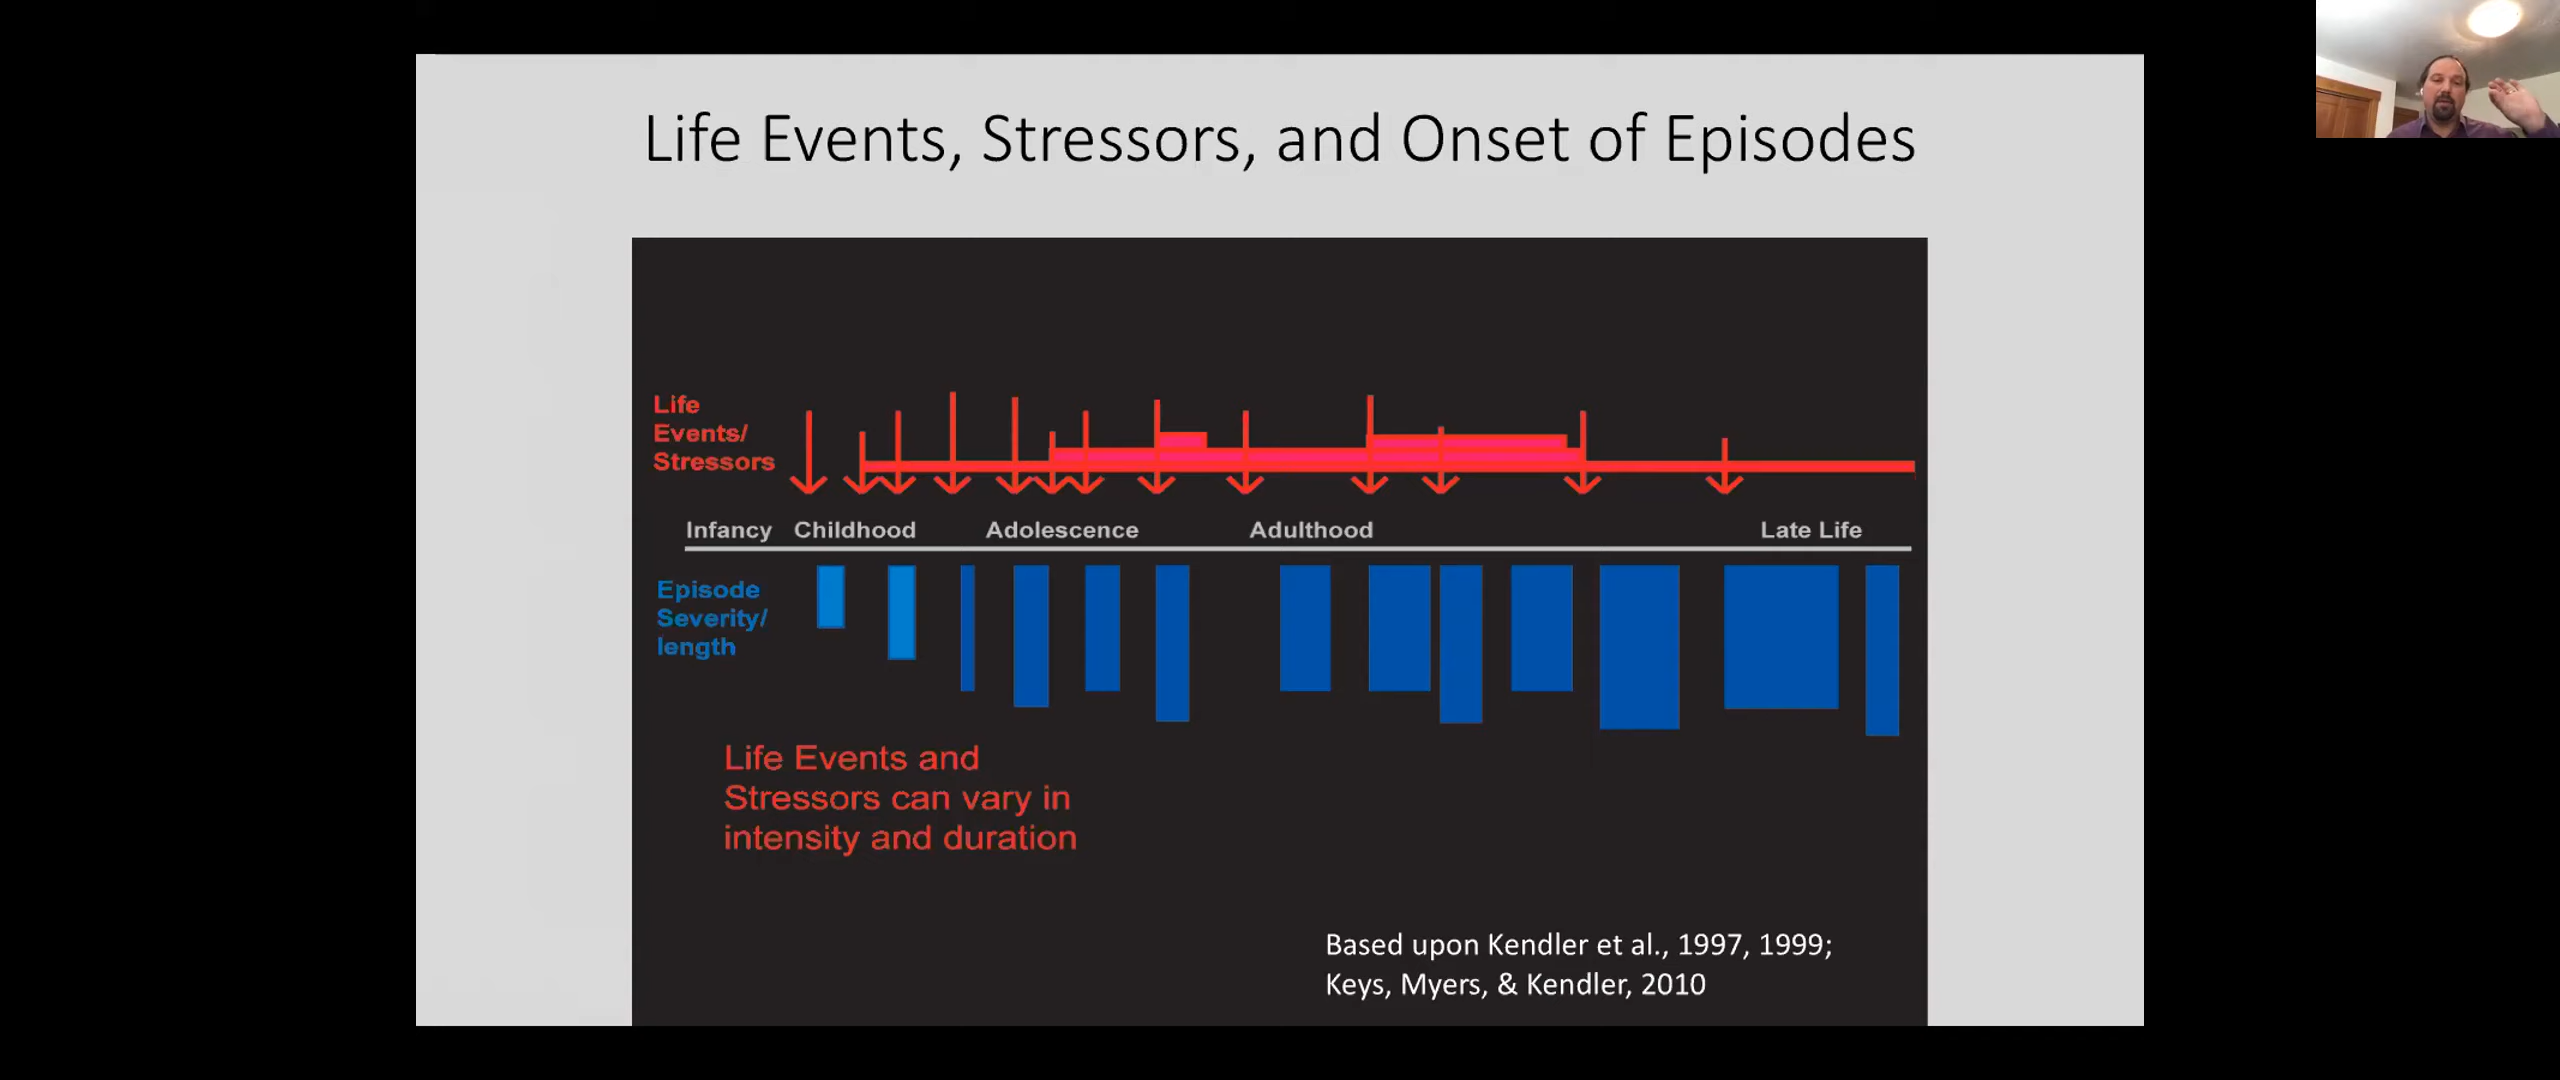 Life Events, Stressors, and Onset of Episodes
Life
Events/
Stressors
Infancy Childhood Adolescence Adulthood Late Life
Episode
Severity/
length
Life Events and
Stressors can vary in
intensity and duration
Based upon Kendler et al., 1997, 1999;
Keys, Myers, & Kendler, 2010